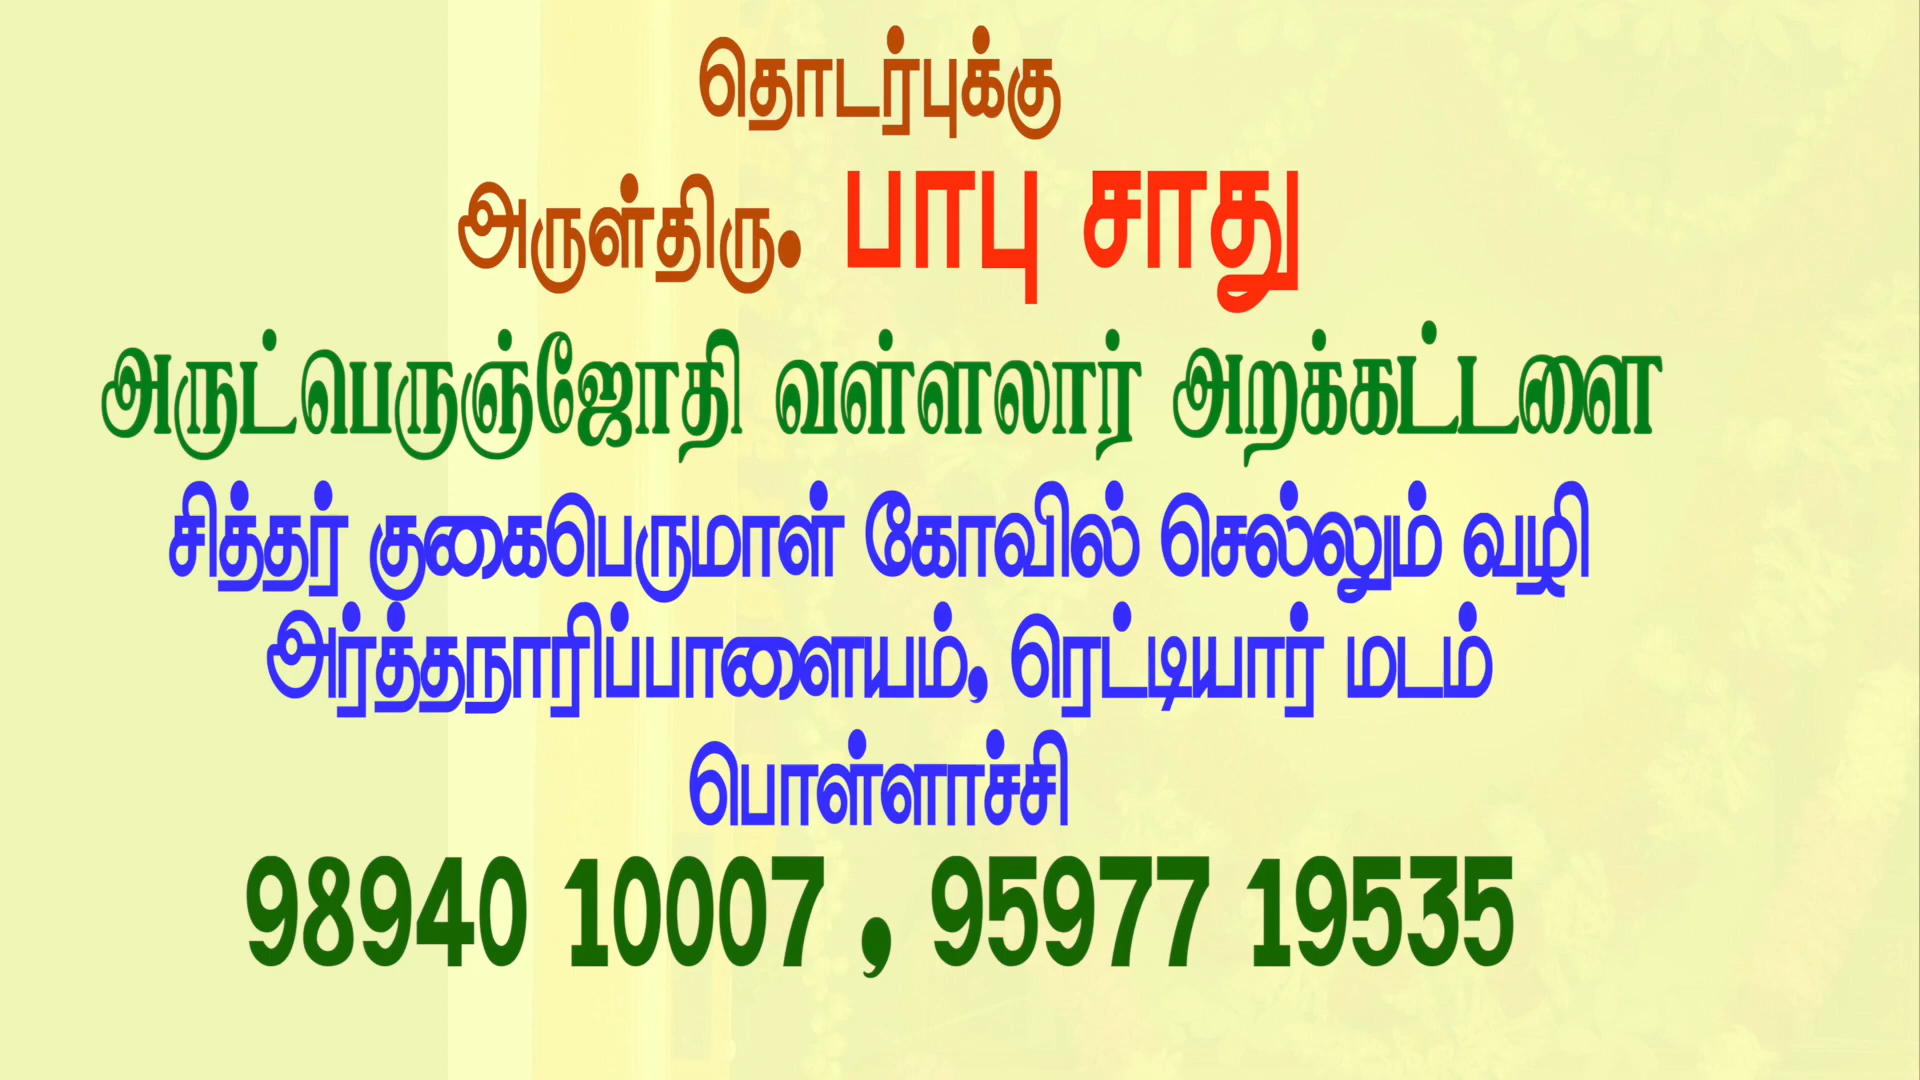 தொடர்புக்கு
அருள்திரு. பாபு சாது
அருட்பெருஞ்ஜோதி வள்ளலார் அறக்கட்டளை
சித்தர் குகைபெருமாள் கோவில் செல்லும் வழி
அர்த்தநாரிப்பாளையம், ரெட்டியார் மடம்
பொள்ளாச்சி
98940 10007 , 95977 19535